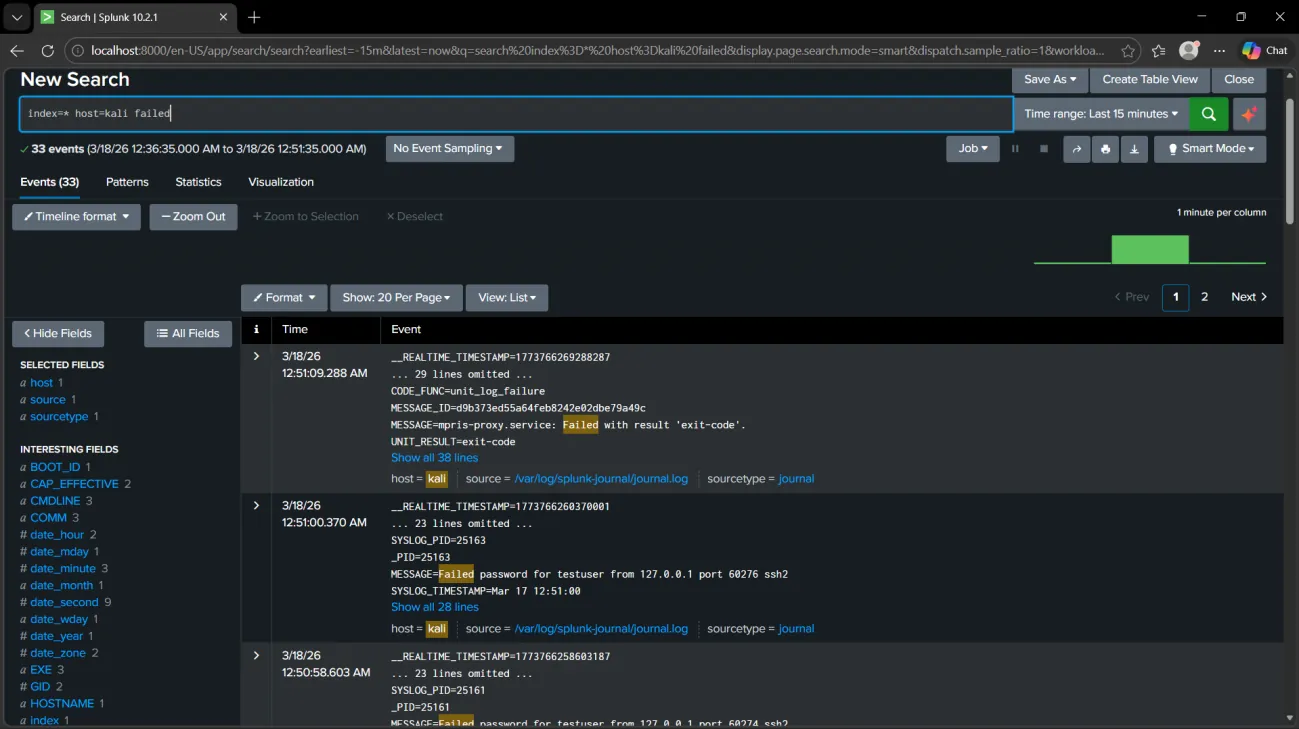 Search | Splunk 10.2.1
localhost:8000/en-US/app/search/search?earliest=-15m&latest=now&q=search%20index%3D*%20host%3Dkali%20failed&display.page.search.mode=smart&dispatch.sample_ratio=1&workloa...
Chat
New Search
Save As
Create Table View
Close
index=* host=kali failed
Time range: Last 15 minutes
33 events (3/18/26 12:36:35.000 AM to 3/18/26 12:51:35.000 AM)
No Event Sampling
Job
Smart Mode
Events (33)
Patterns
Statistics
Visualization
Timeline format
— Zoom Out
+ Zoom to Selection
× Deselect
1 minute per column
Format
Show: 20 Per Page
View: List
< Prev
1
2
Next >
< Hide Fields
All Fields
i
Time
Event
SELECTED FIELDS
a host 1
a source 1
a sourcetype 1
INTERESTING FIELDS
a BOOT_ID 1
a CAP_EFFECTIVE 2
a CMDLINE 3
a COMM 3
# date_hour 2
# date_mday 1
# date_minute 3
a date_month 1
# date_second 9
a date_wday 1
# date_year 1
# date_zone 2
a EXE 3
# GID 2
a HOSTNAME 1
a index 1
3/18/26
12:51:09.288 AM
__REALTIME_TIMESTAMP=1773766269288287
... 29 lines omitted ...
CODE_FUNC=unit_log_failure
MESSAGE_ID=d9b373ed55a64feb8242e02dbe79a49c
MESSAGE=mpris-proxy.service: Failed with result 'exit-code'.
UNIT_RESULT=exit-code
Show all 38 lines
host = kali
source = /var/log/splunk-journal/journal.log
sourcetype = journal
3/18/26
12:51:00.370 AM
__REALTIME_TIMESTAMP=1773766260370001
... 23 lines omitted ...
SYSLOG_PID=25163
_PID=25163
MESSAGE=Failed password for testuser from 127.0.0.1 port 60276 ssh2
SYSLOG_TIMESTAMP=Mar 17 12:51:00
Show all 28 lines
host = kali
source = /var/log/splunk-journal/journal.log
sourcetype = journal
3/18/26
12:50:58.603 AM
__REALTIME_TIMESTAMP=1773766258603187
... 23 lines omitted ...
SYSLOG_PID=25161
_PID=25161
MESSAGE=Failed password for testuser from 127.0.0.1 port 60274 ssh2